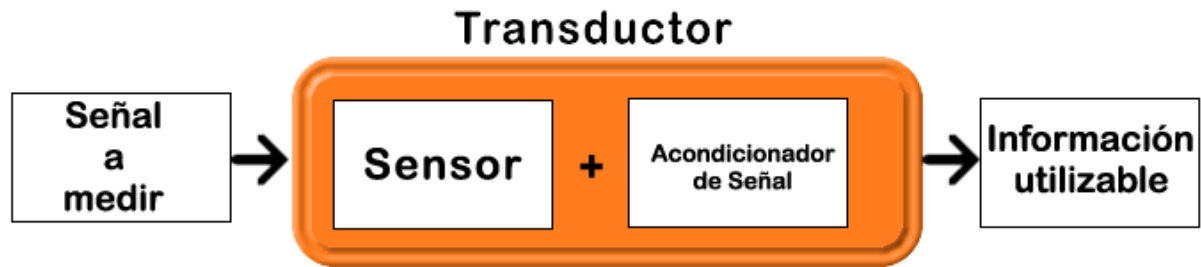 Transductor
Señal
a
medir
Sensor
+
Acondicionador
de Señal
Información
utilizable